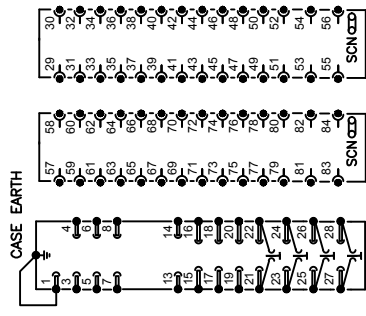 30 32 34 36 38 40 42 44 46 48 50 52 54 56
SCN
29 31 33 35 37 39 41 43 45 47 49 51 53 55
58 60 62 64 66 68 70 72 74 76 78 80 82 84
SCN
57 59 61 63 65 67 69 71 73 75 77 79 81 83
CASE EARTH
4 6 8 14 16 18 20 22 24 26 28
1 3 5 7 13 15 17 19 21 23 25 27